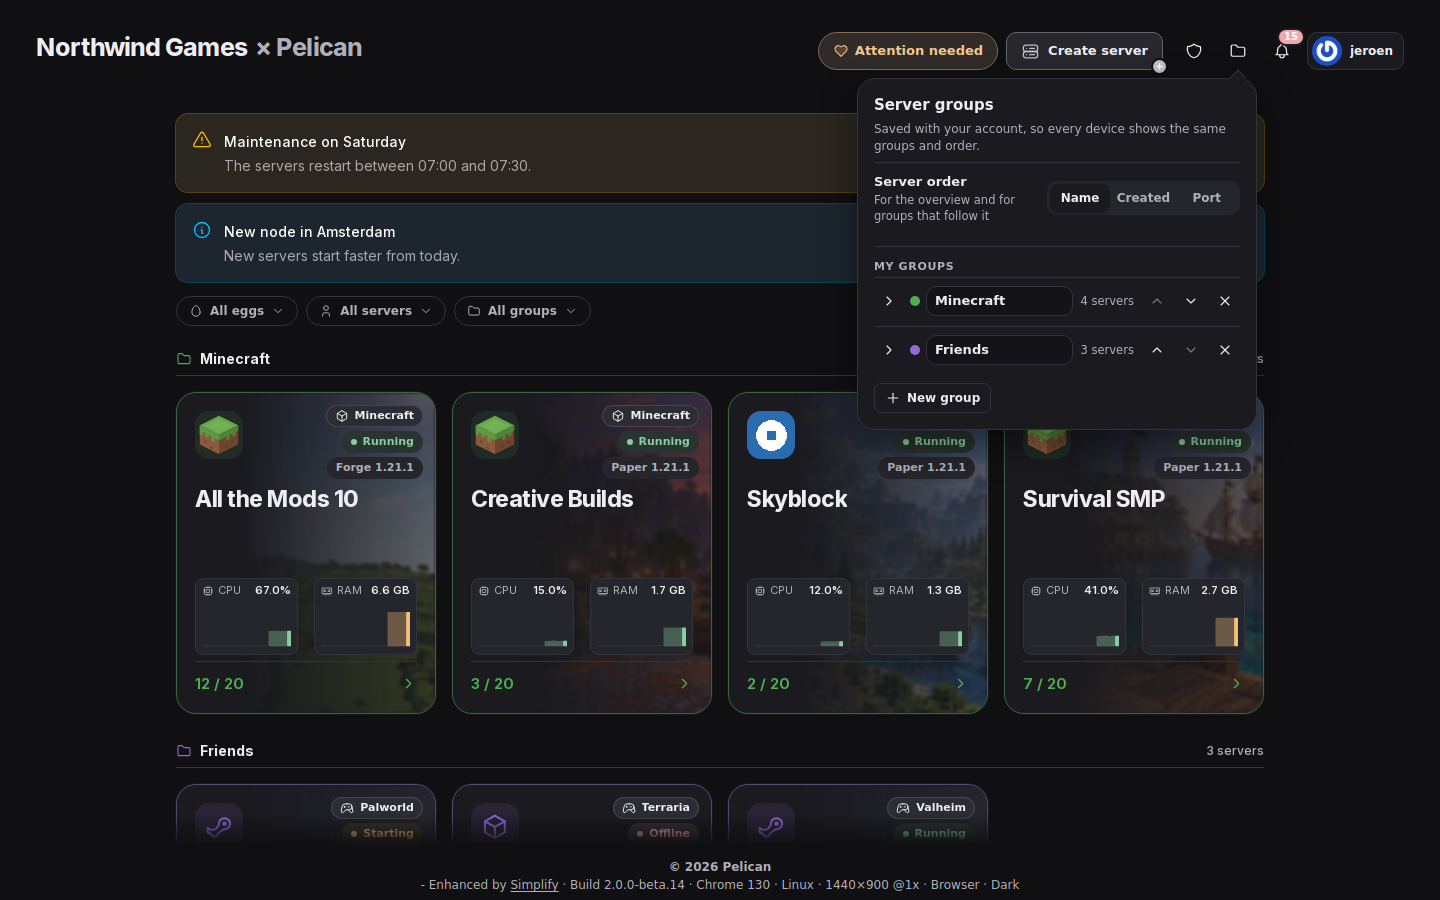 Northwind Games × Pelican
Attention needed
Create server
15
jeroen
Server groups
Saved with your account, so every device shows the same
groups and order.
Server order
For the overview and for
groups that follow it
Name
Created
Port
MY GROUPS
Minecraft
4 servers
Friends
3 servers
New group
Maintenance on Saturday
The servers restart between 07:00 and 07:30.
New node in Amsterdam
New servers start faster from today.
All eggs
All servers
All groups
Minecraft
s
Minecraft
Running
Forge 1.21.1
All the Mods 10
CPU 67.0%
RAM 6.6 GB
12 / 20
Minecraft
Running
Paper 1.21.1
Creative Builds
CPU 15.0%
RAM 1.7 GB
3 / 20
Running
Paper 1.21.1
Skyblock
CPU 12.0%
RAM 1.3 GB
2 / 20
Running
Paper 1.21.1
Survival SMP
CPU 41.0%
RAM 2.7 GB
7 / 20
Friends
3 servers
Palworld
Starting
Terraria
Offline
Valheim
Running
© 2026 Pelican
- Enhanced by Simplify · Build 2.0.0-beta.14 · Chrome 130 · Linux · 1440×900 @1x · Browser · Dark